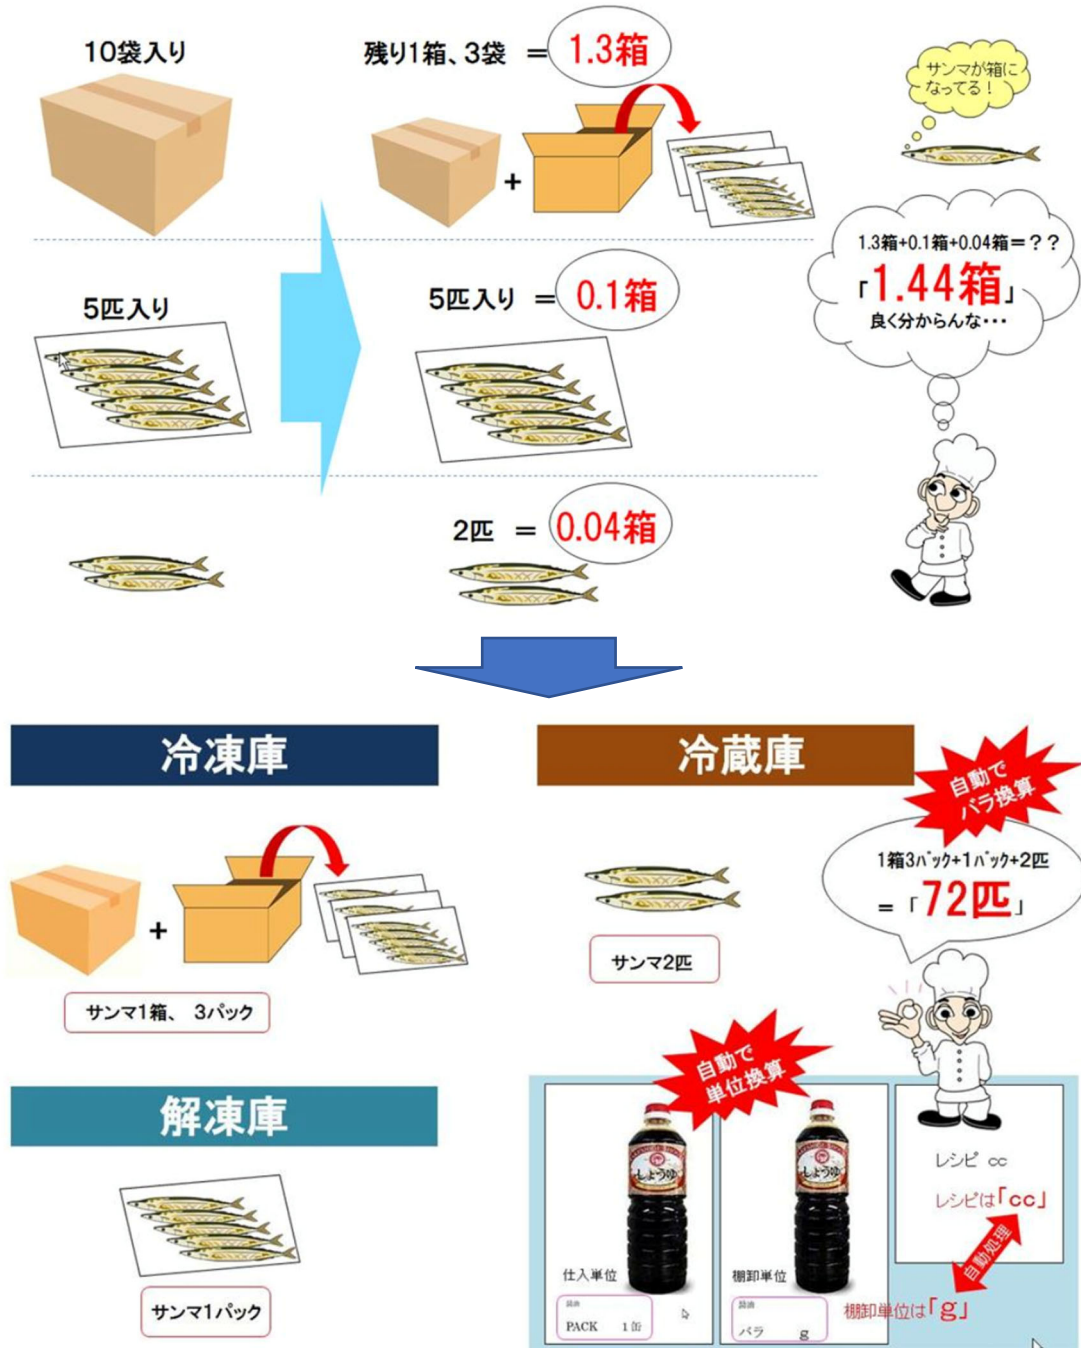 10袋入り
残り1箱、3袋 = 1.3箱
サンマが箱に
なってる！
1.3箱+0.1箱+0.04箱=？？
「1.44箱」
良く分からんな・・・
5匹入り
5匹入り = 0.1箱
2匹 = 0.04箱
冷凍庫
サンマ1箱、 3パック
解凍庫
サンマ1パック
冷蔵庫
サンマ2匹
自動で
バラ換算
1箱3パック+1パック+2匹
=「72匹」
自動で
単位換算
しょうゆ
仕入単位
醤油
PACK 1缶
しょうゆ
棚卸単位
醤油
バラ g
レシピ cc
レシピは「cc」
自動処理
棚卸単位は「g」